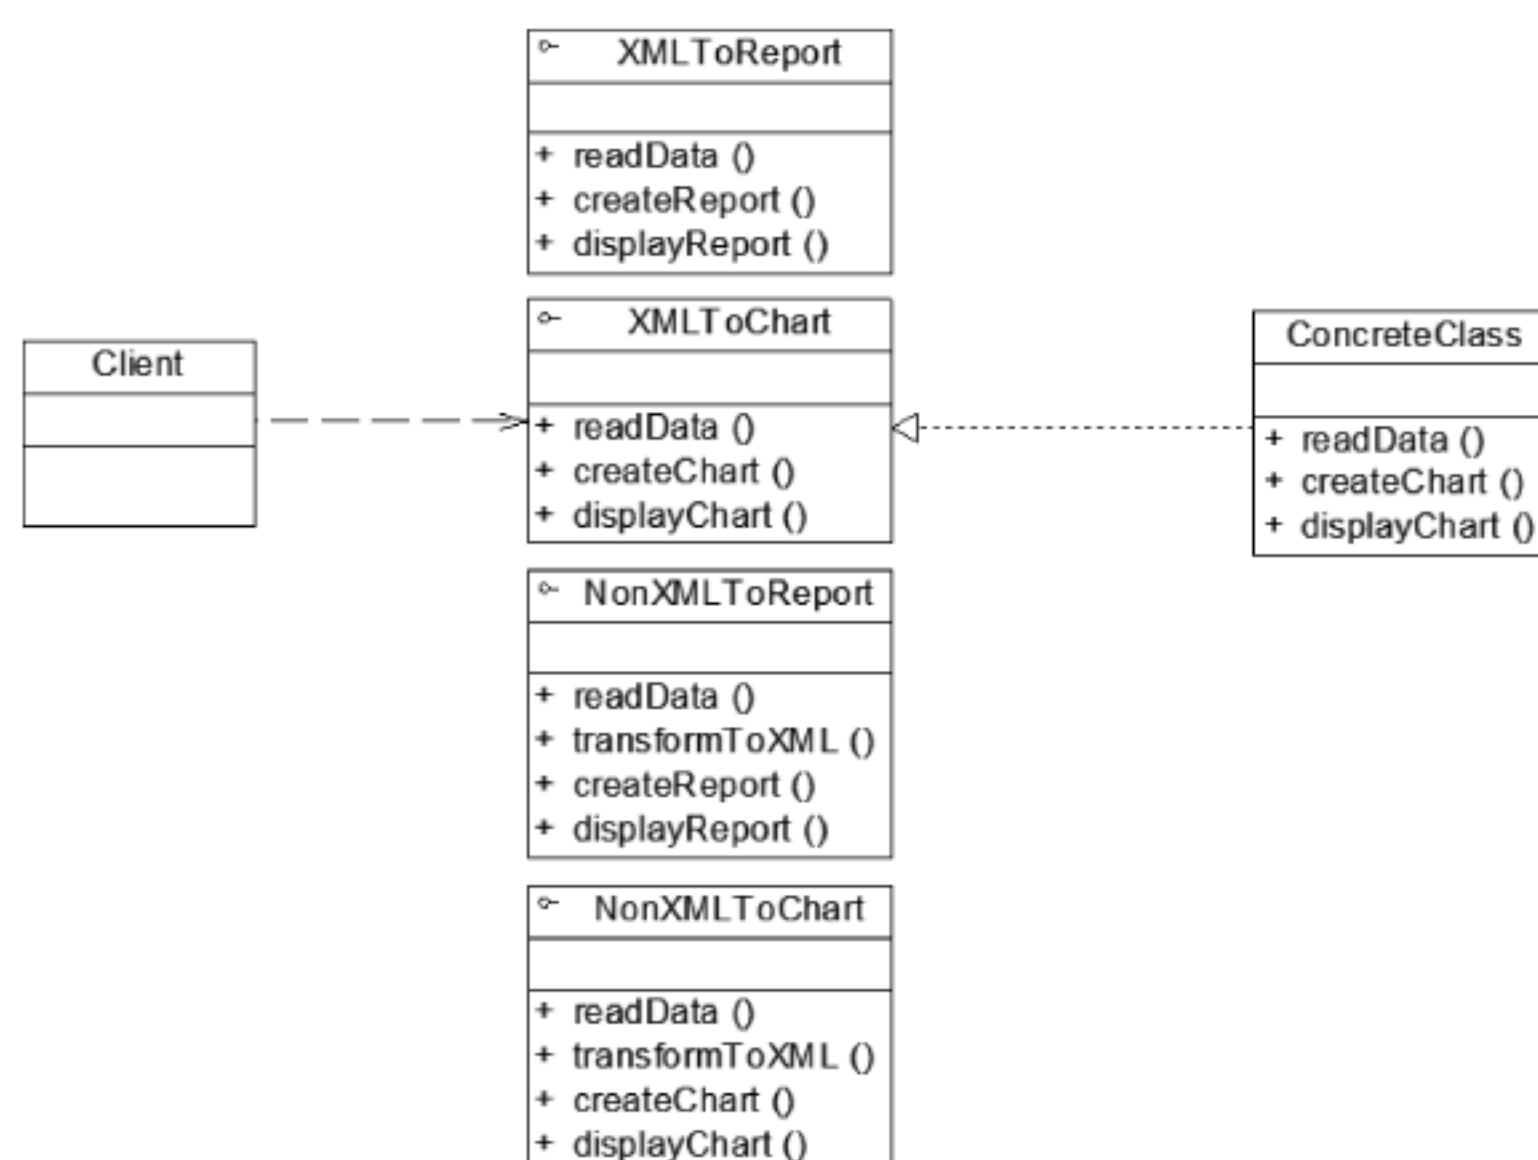 XMLToReport
+ readData ()
+ createReport ()
+ displayReport ()
Client
XMLToChart
+ readData ()
+ createChart ()
+ displayChart ()
ConcreteClass
+ readData ()
+ createChart ()
+ displayChart ()
NonXMLToReport
+ readData ()
+ transformToXML ()
+ createReport ()
+ displayReport ()
NonXMLToChart
+ readData ()
+ transformToXML ()
+ createChart ()
+ displayChart ()